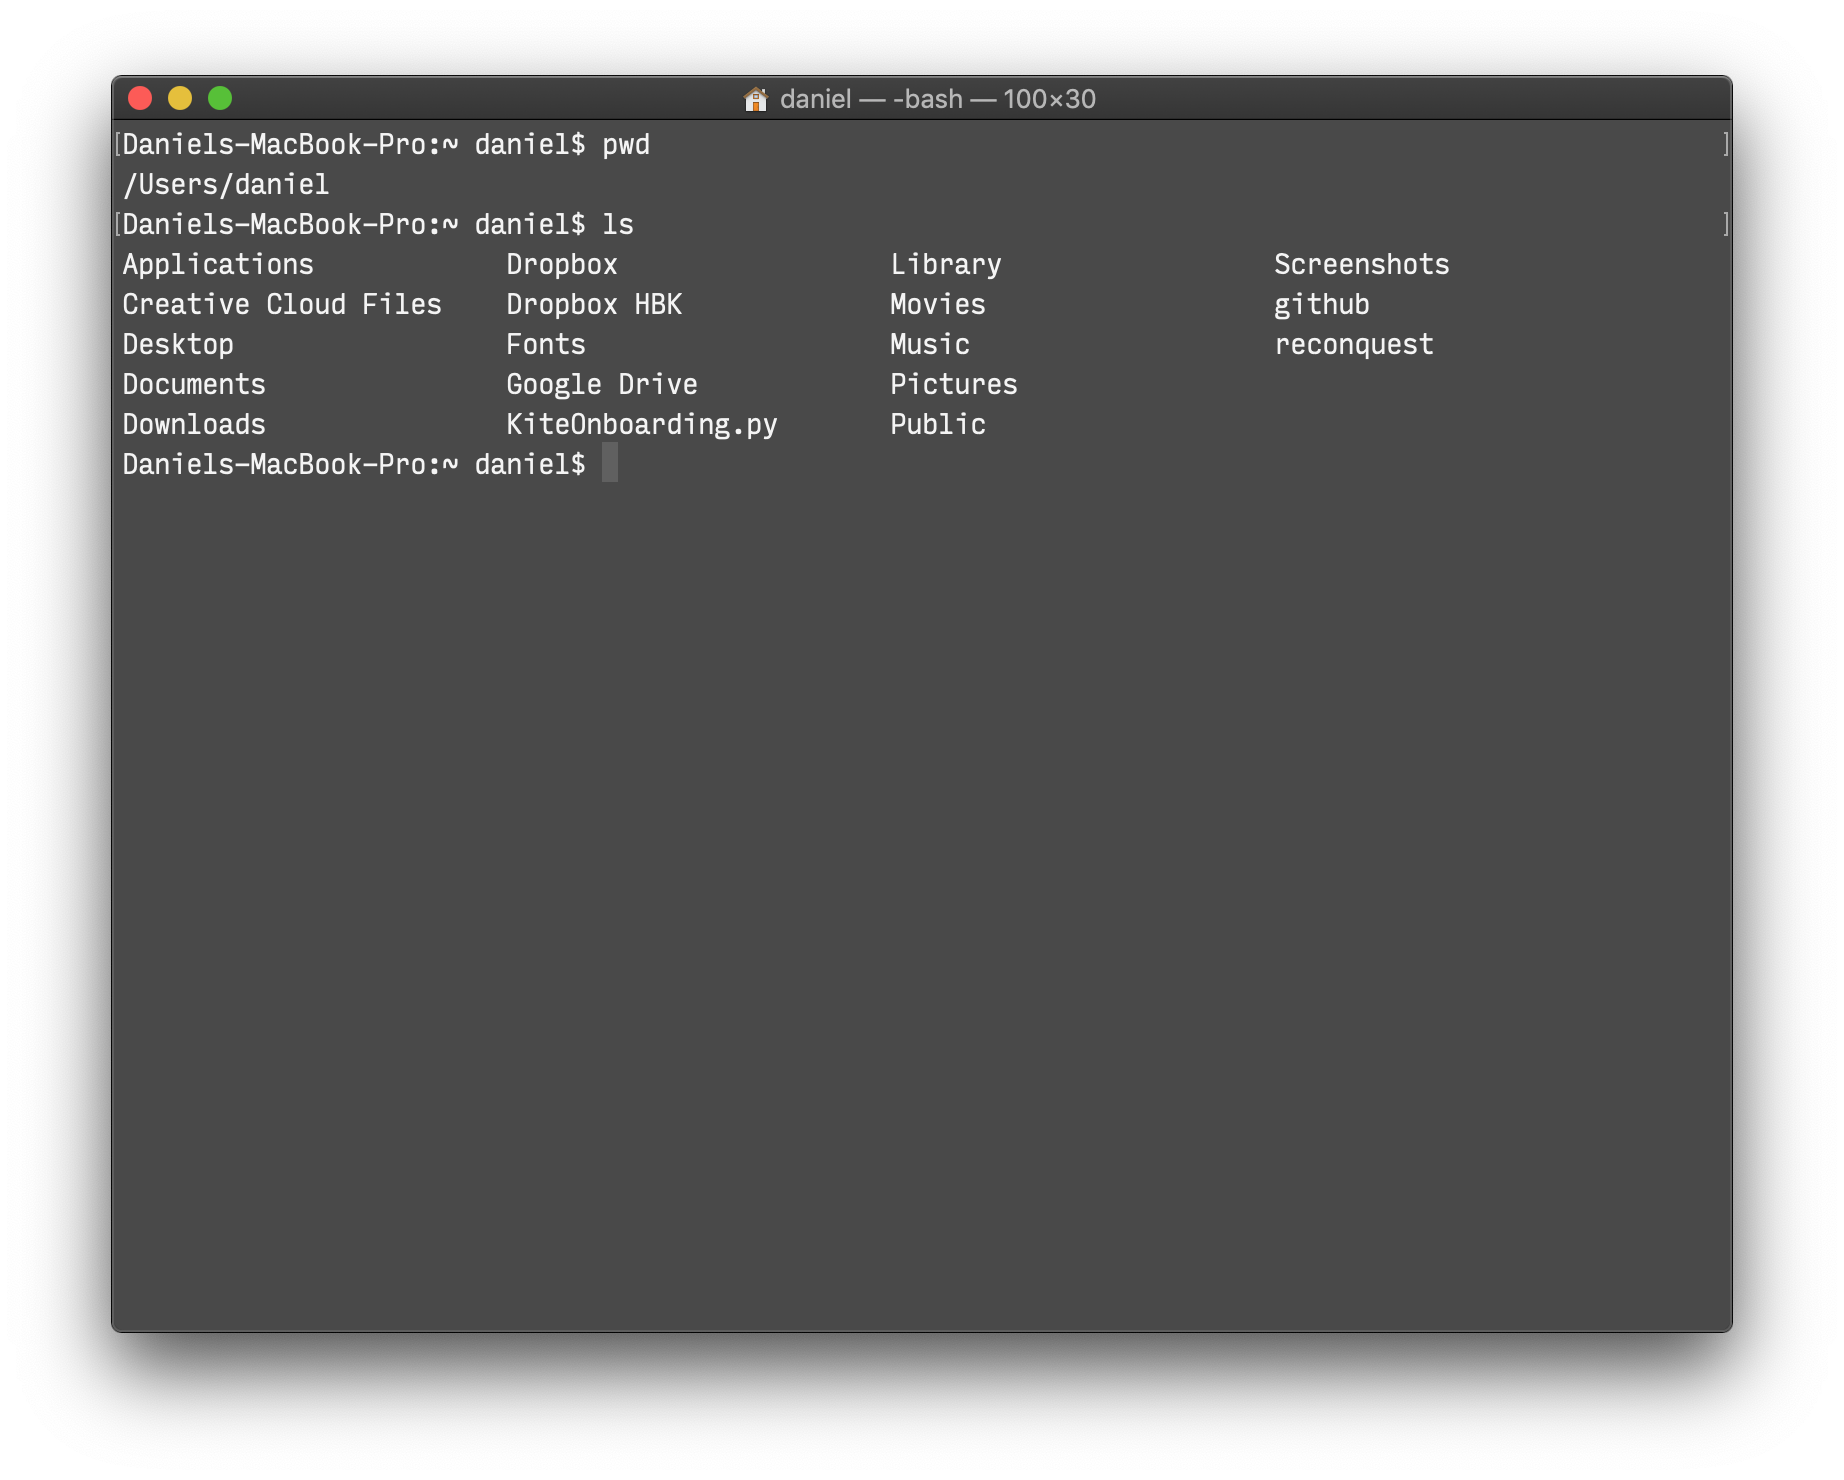 daniel — -bash — 100×30
[Daniels-MacBook-Pro:~ daniel$ pwd ]
/Users/daniel
[Daniels-MacBook-Pro:~ daniel$ ls ]
Applications Dropbox Library Screenshots
Creative Cloud Files Dropbox HBK Movies github
Desktop Fonts Music reconquest
Documents Google Drive Pictures
Downloads KiteOnboarding.py Public
Daniels-MacBook-Pro:~ daniel$